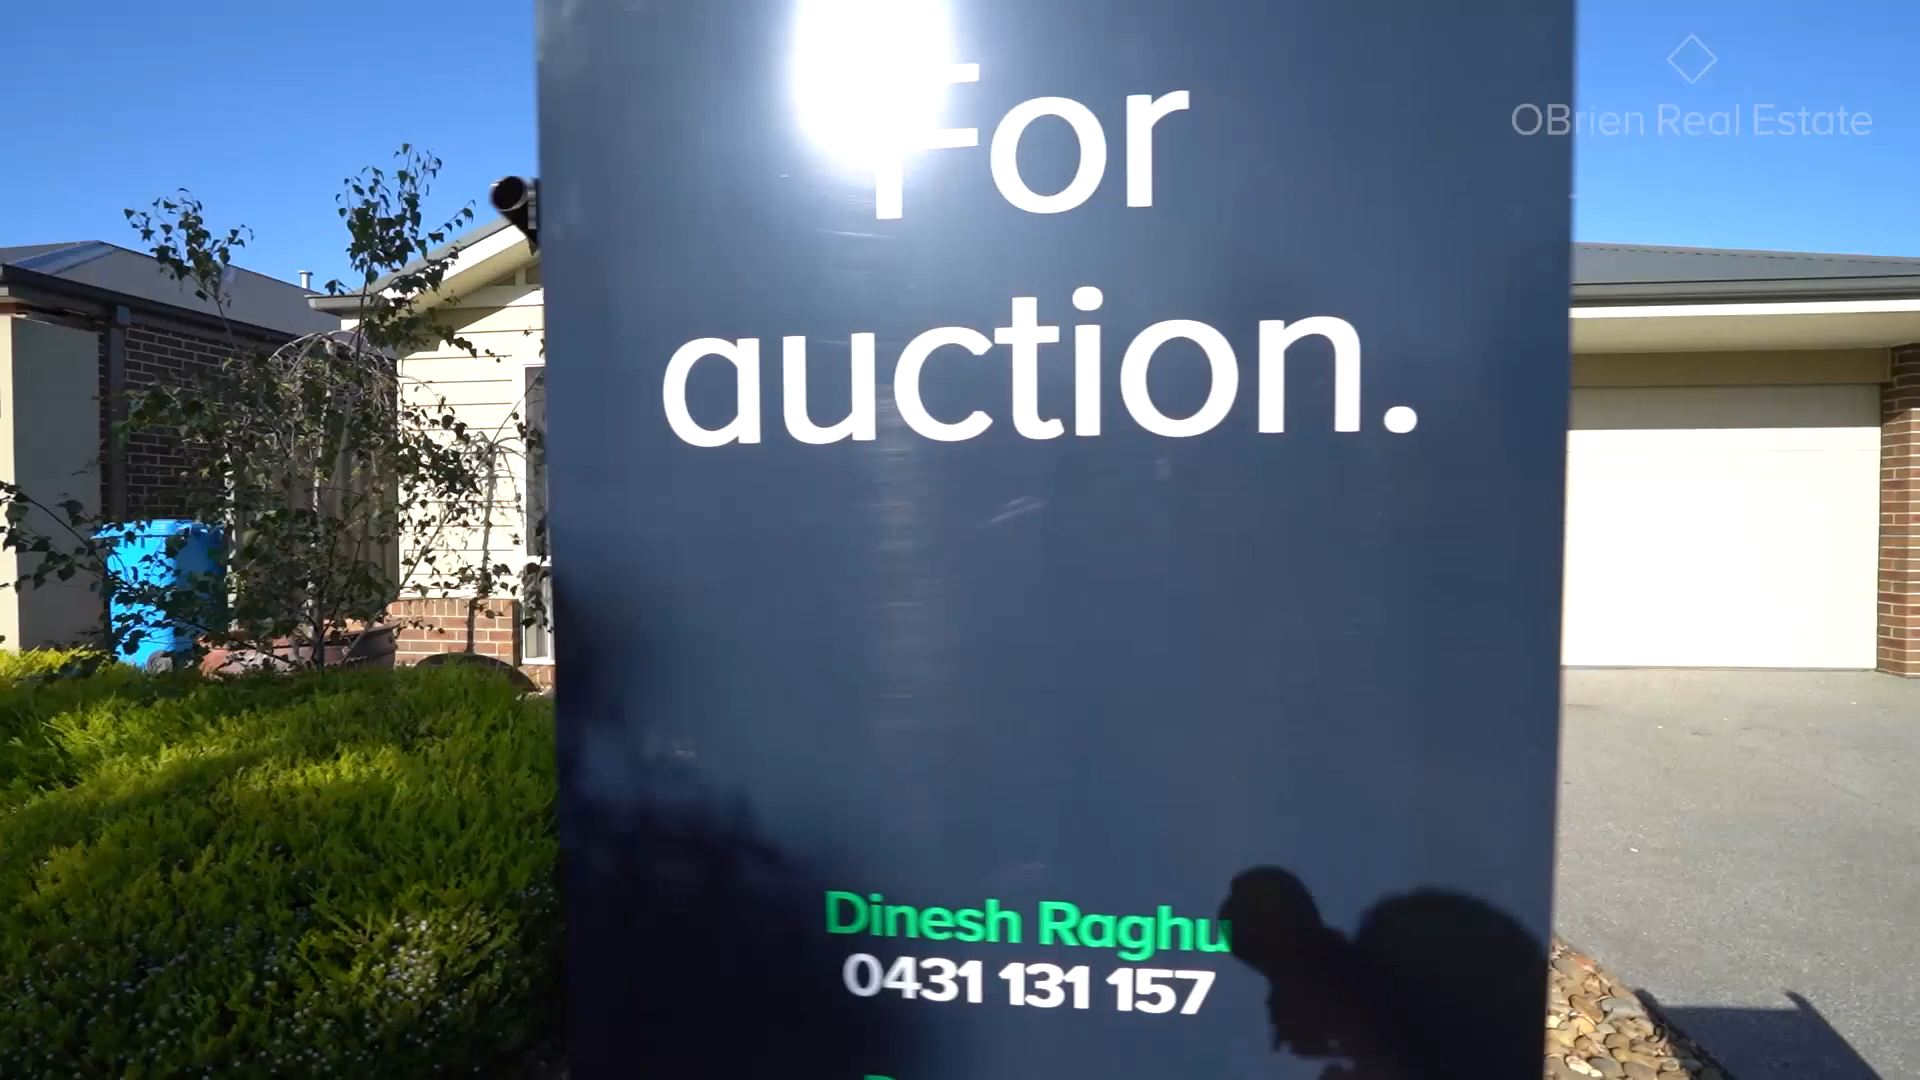 OBrien Real Estate
For
auction.
Dinesh Raghu
0431 131 157